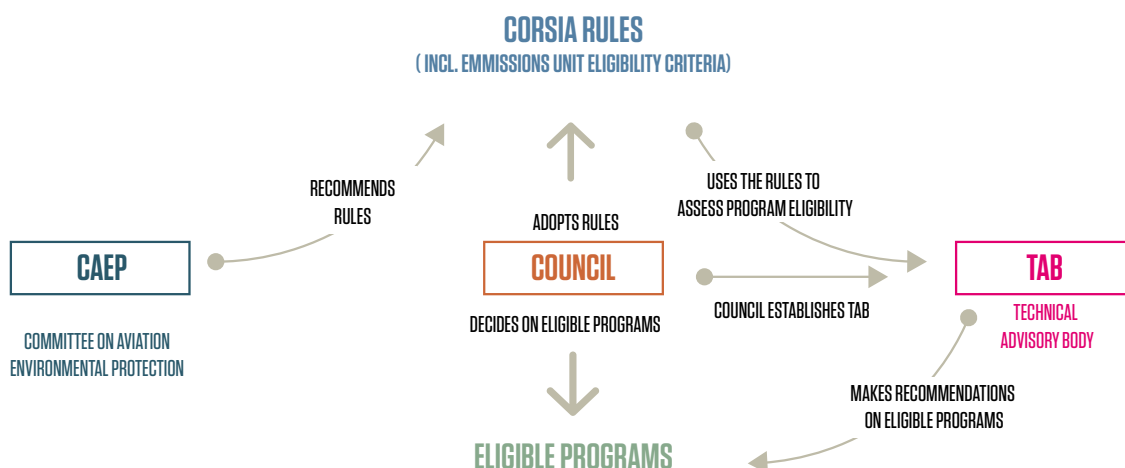 CORSIA RULES
( INCL. EMMISSIONS UNIT ELIGIBILITY CRITERIA)
RECOMMENDS
RULES
USES THE RULES TO
ASSESS PROGRAM ELIGIBILITY
ADOPTS RULES
CAEP
COUNCIL
TAB
COMMITTEE ON AVIATION
ENVIRONMENTAL PROTECTION
DECIDES ON ELIGIBLE PROGRAMS
COUNCIL ESTABLISHES TAB
TECHNICAL
ADVISORY BODY
MAKES RECOMMENDATIONS
ON ELIGIBLE PROGRAMS
ELIGIBLE PROGRAMS